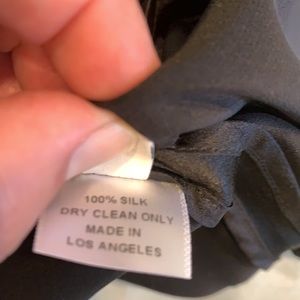 100% SILK
DRY CLEAN ONLY
MADE IN
LOS ANGELES